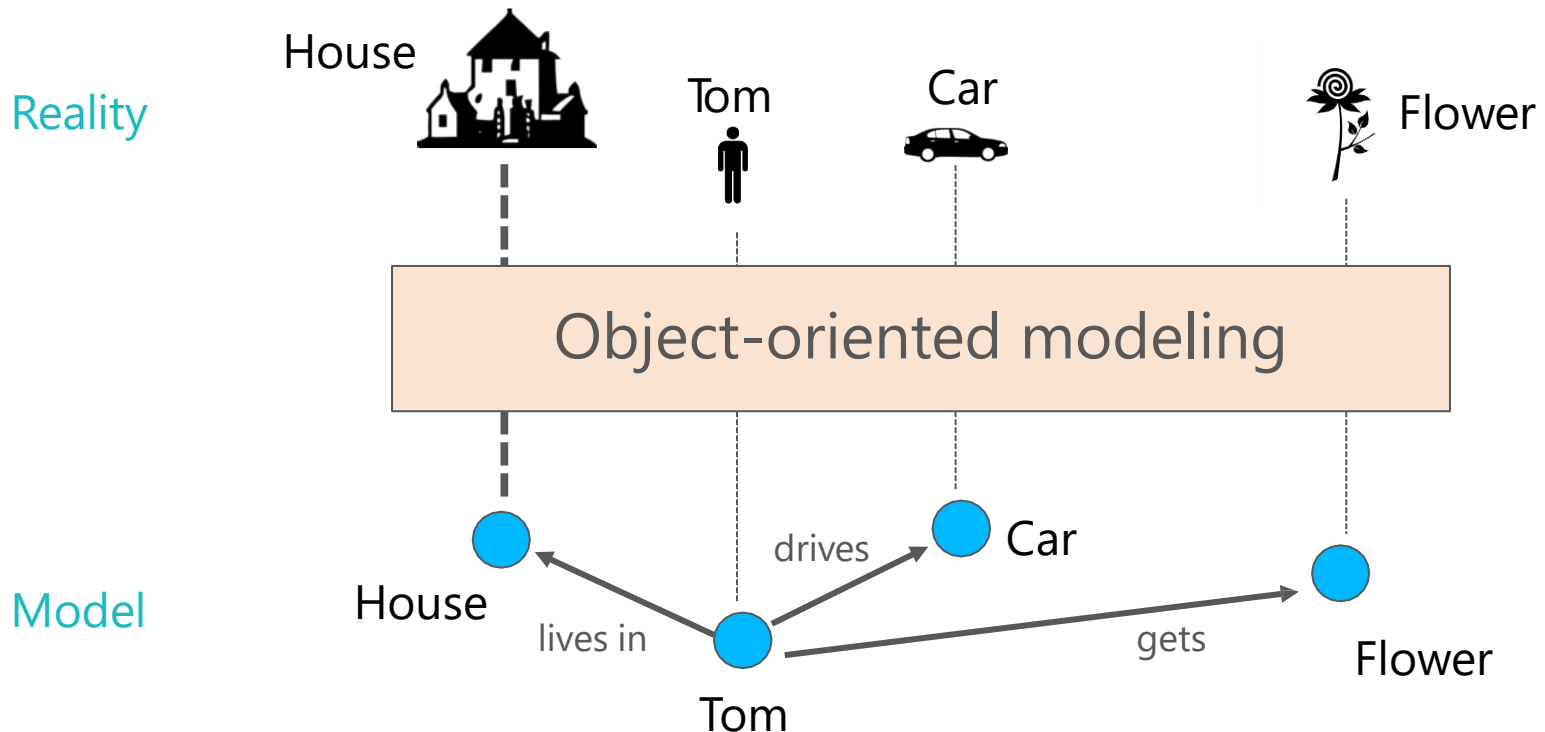 House
Tom
Car
Reality
Flower
Object-oriented modeling
drives
Car
House
Model
lives in
gets
Flower
Tom